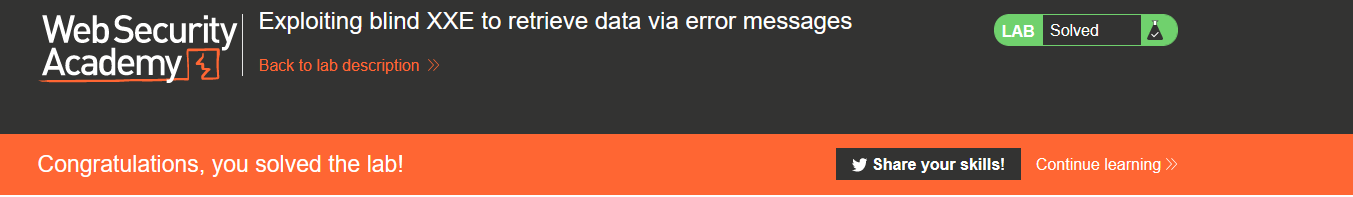 Web Security
Academy
Exploiting blind XXE to retrieve data via error messages
Back to lab description
LAB Solved
Congratulations, you solved the lab!
Share your skills!
Continue learning